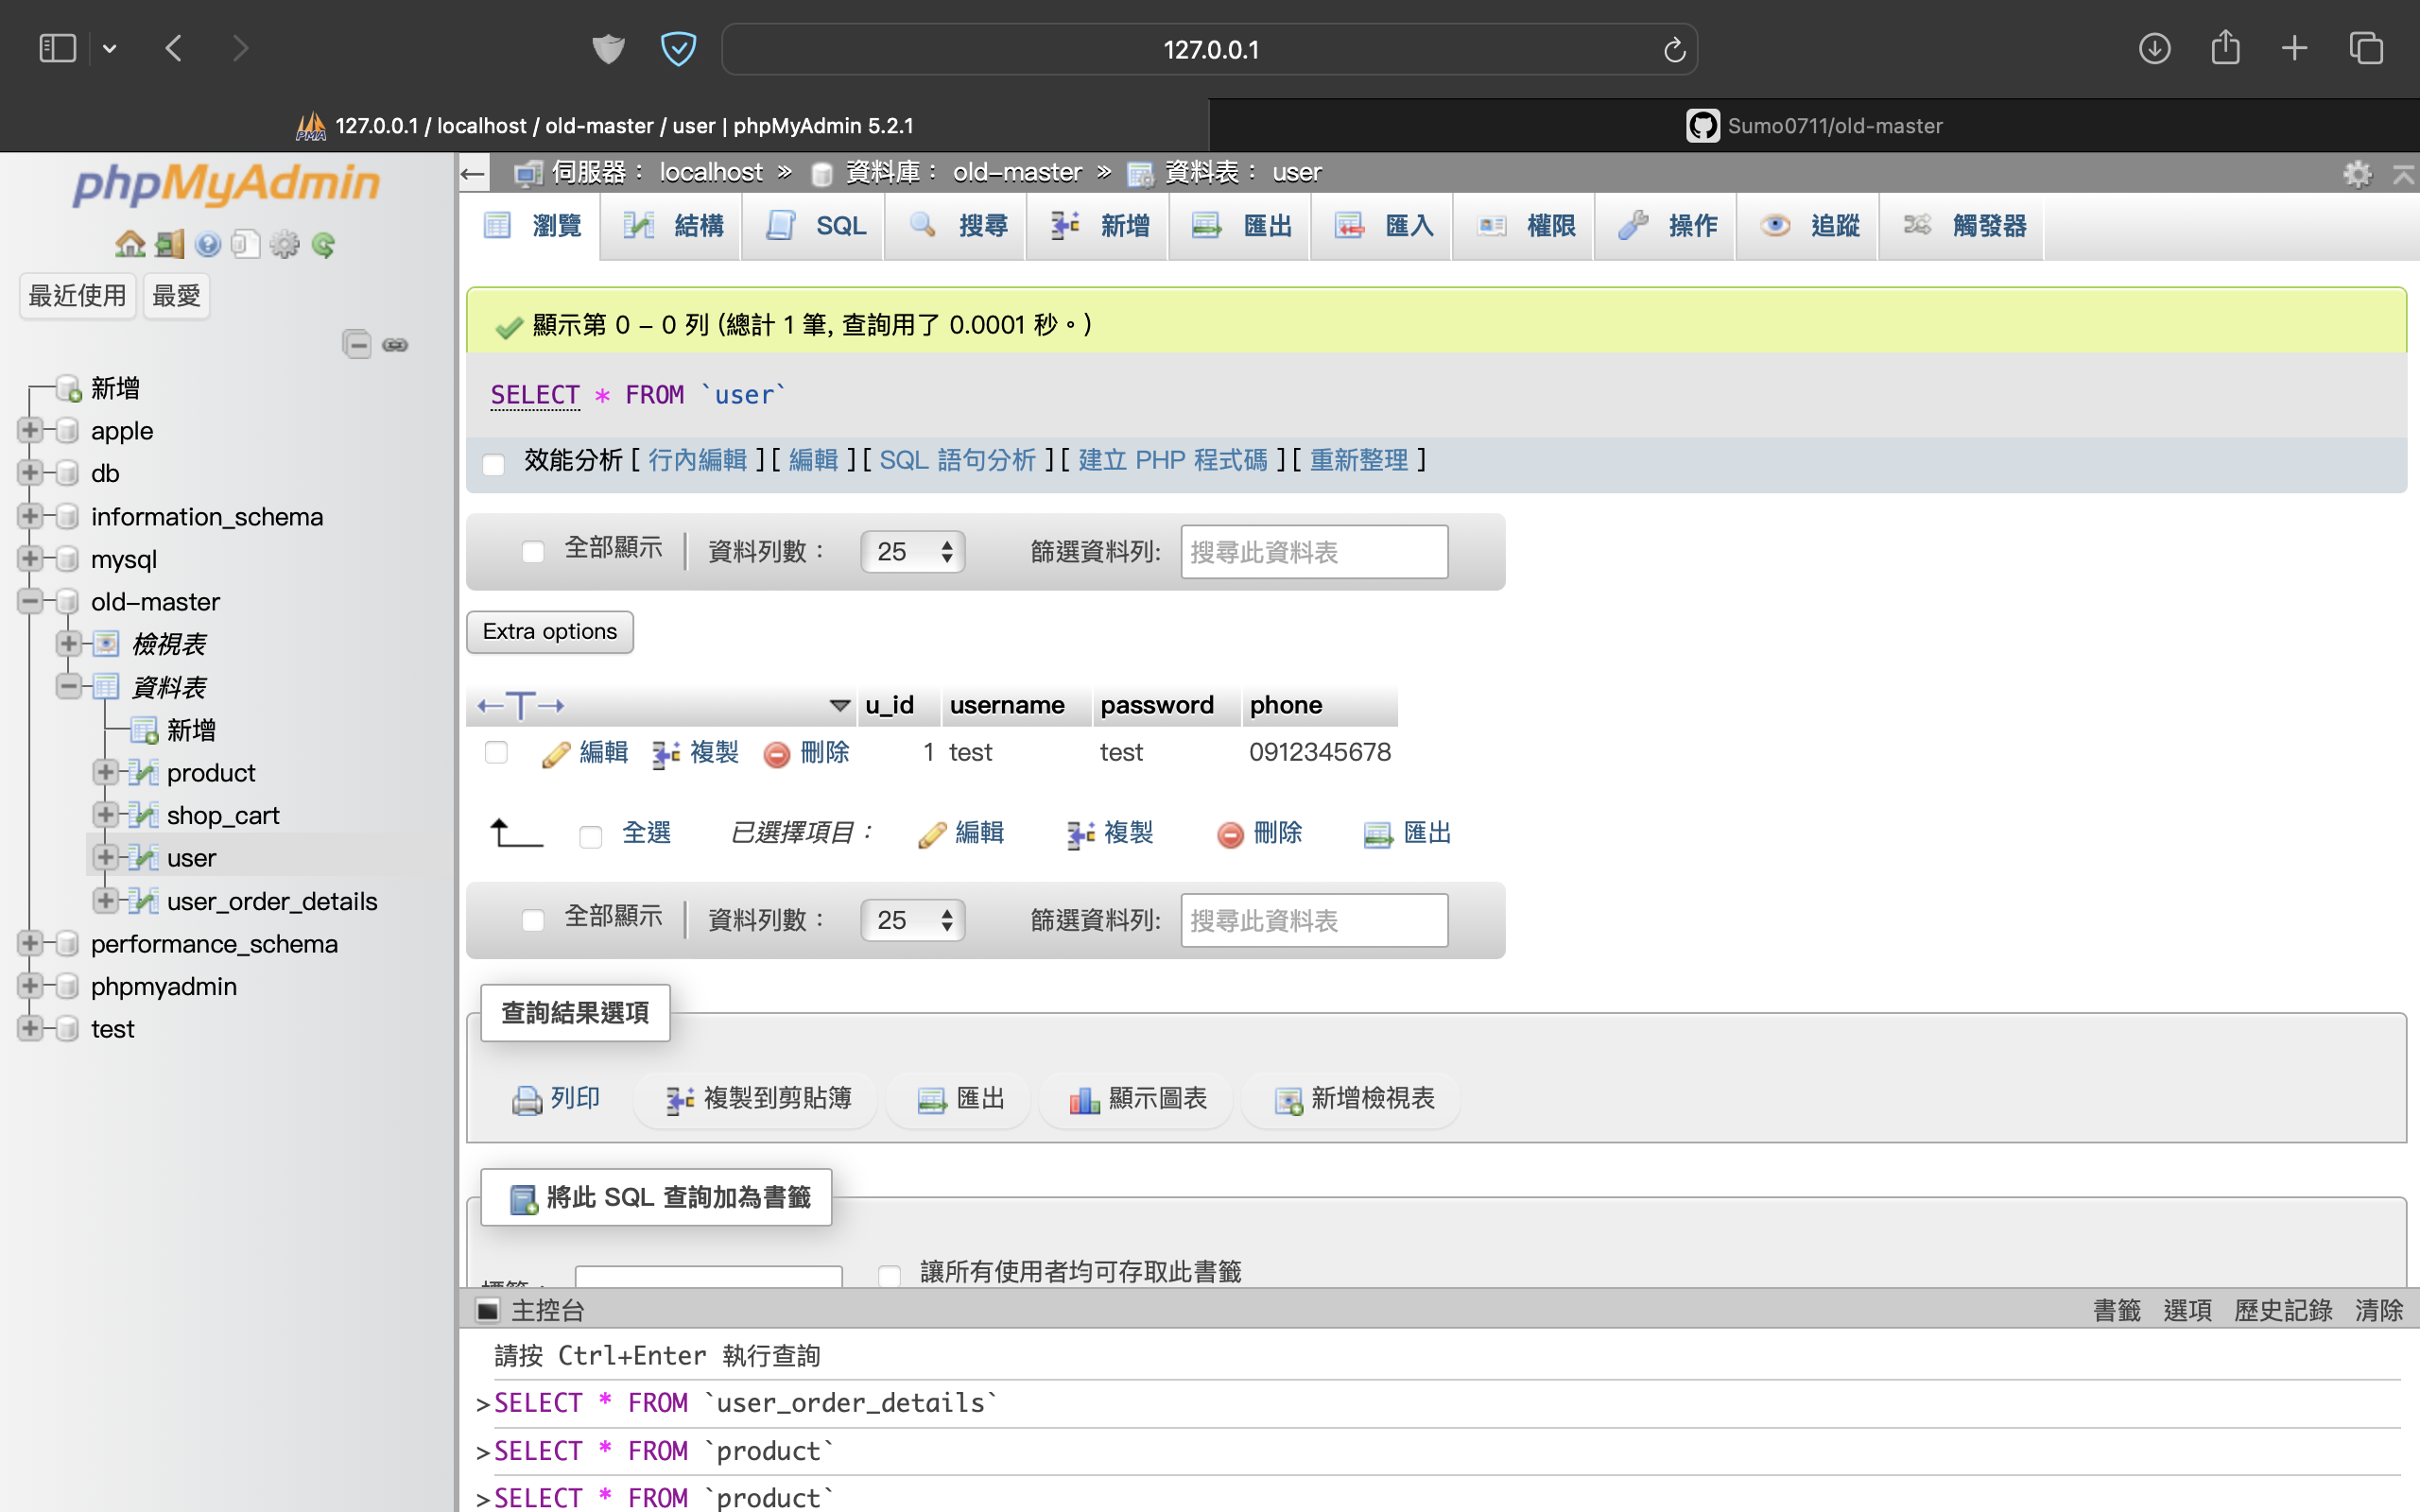 127.0.0.1
127.0.0.1 / localhost / old-master / user | phpMyAdmin 5.2.1
Sumo0711/old-master
phpMyAdmin
最近使用 最愛
新增
apple
db
information_schema
mysql
old-master
檢視表
資料表
新增
product
shop_cart
user
user_order_details
performance_schema
phpmyadmin
test
伺服器： localhost » 資料庫： old-master » 資料表： user
瀏覽 結構 SQL 搜尋 新增 匯出 匯入 權限 操作 追蹤 觸發器
顯示第 0 - 0 列 (總計 1 筆, 查詢用了 0.0001 秒。)
SELECT * FROM `user`
效能分析 [ 行內編輯 ][ 編輯 ][ SQL 語句分析 ][ 建立 PHP 程式碼 ][ 重新整理 ]
全部顯示 | 資料列數： 25 篩選資料列: 搜尋此資料表
Extra options
←T→ u_id username password phone
編輯 複製 刪除 1 test test 0912345678
全選 已選擇項目： 編輯 複製 刪除 匯出
全部顯示 | 資料列數： 25 篩選資料列: 搜尋此資料表
查詢結果選項
列印 複製到剪貼簿 匯出 顯示圖表 新增檢視表
將此 SQL 查詢加為書籤
讓所有使用者均可存取此書籤
主控台 書籤 選項 歷史記錄 清除
請按 Ctrl+Enter 執行查詢
>SELECT * FROM `user_order_details`
>SELECT * FROM `product`
>SELECT * FROM `product`